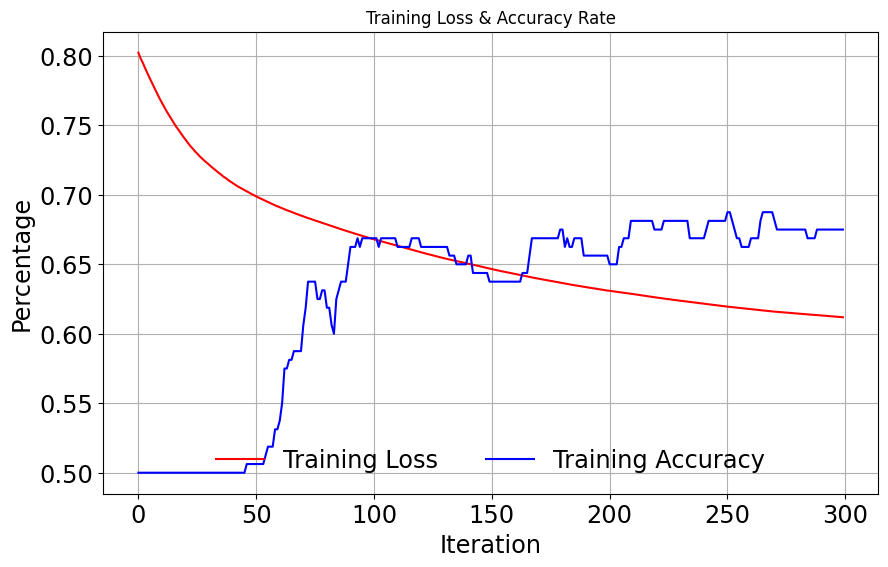 Training Loss & Accuracy Rate
0.80
0.75
0.70
0.65
0.60
0.55
0.50
Percentage
Training Loss
Training Accuracy
0 50 100 150 200 250 300
Iteration